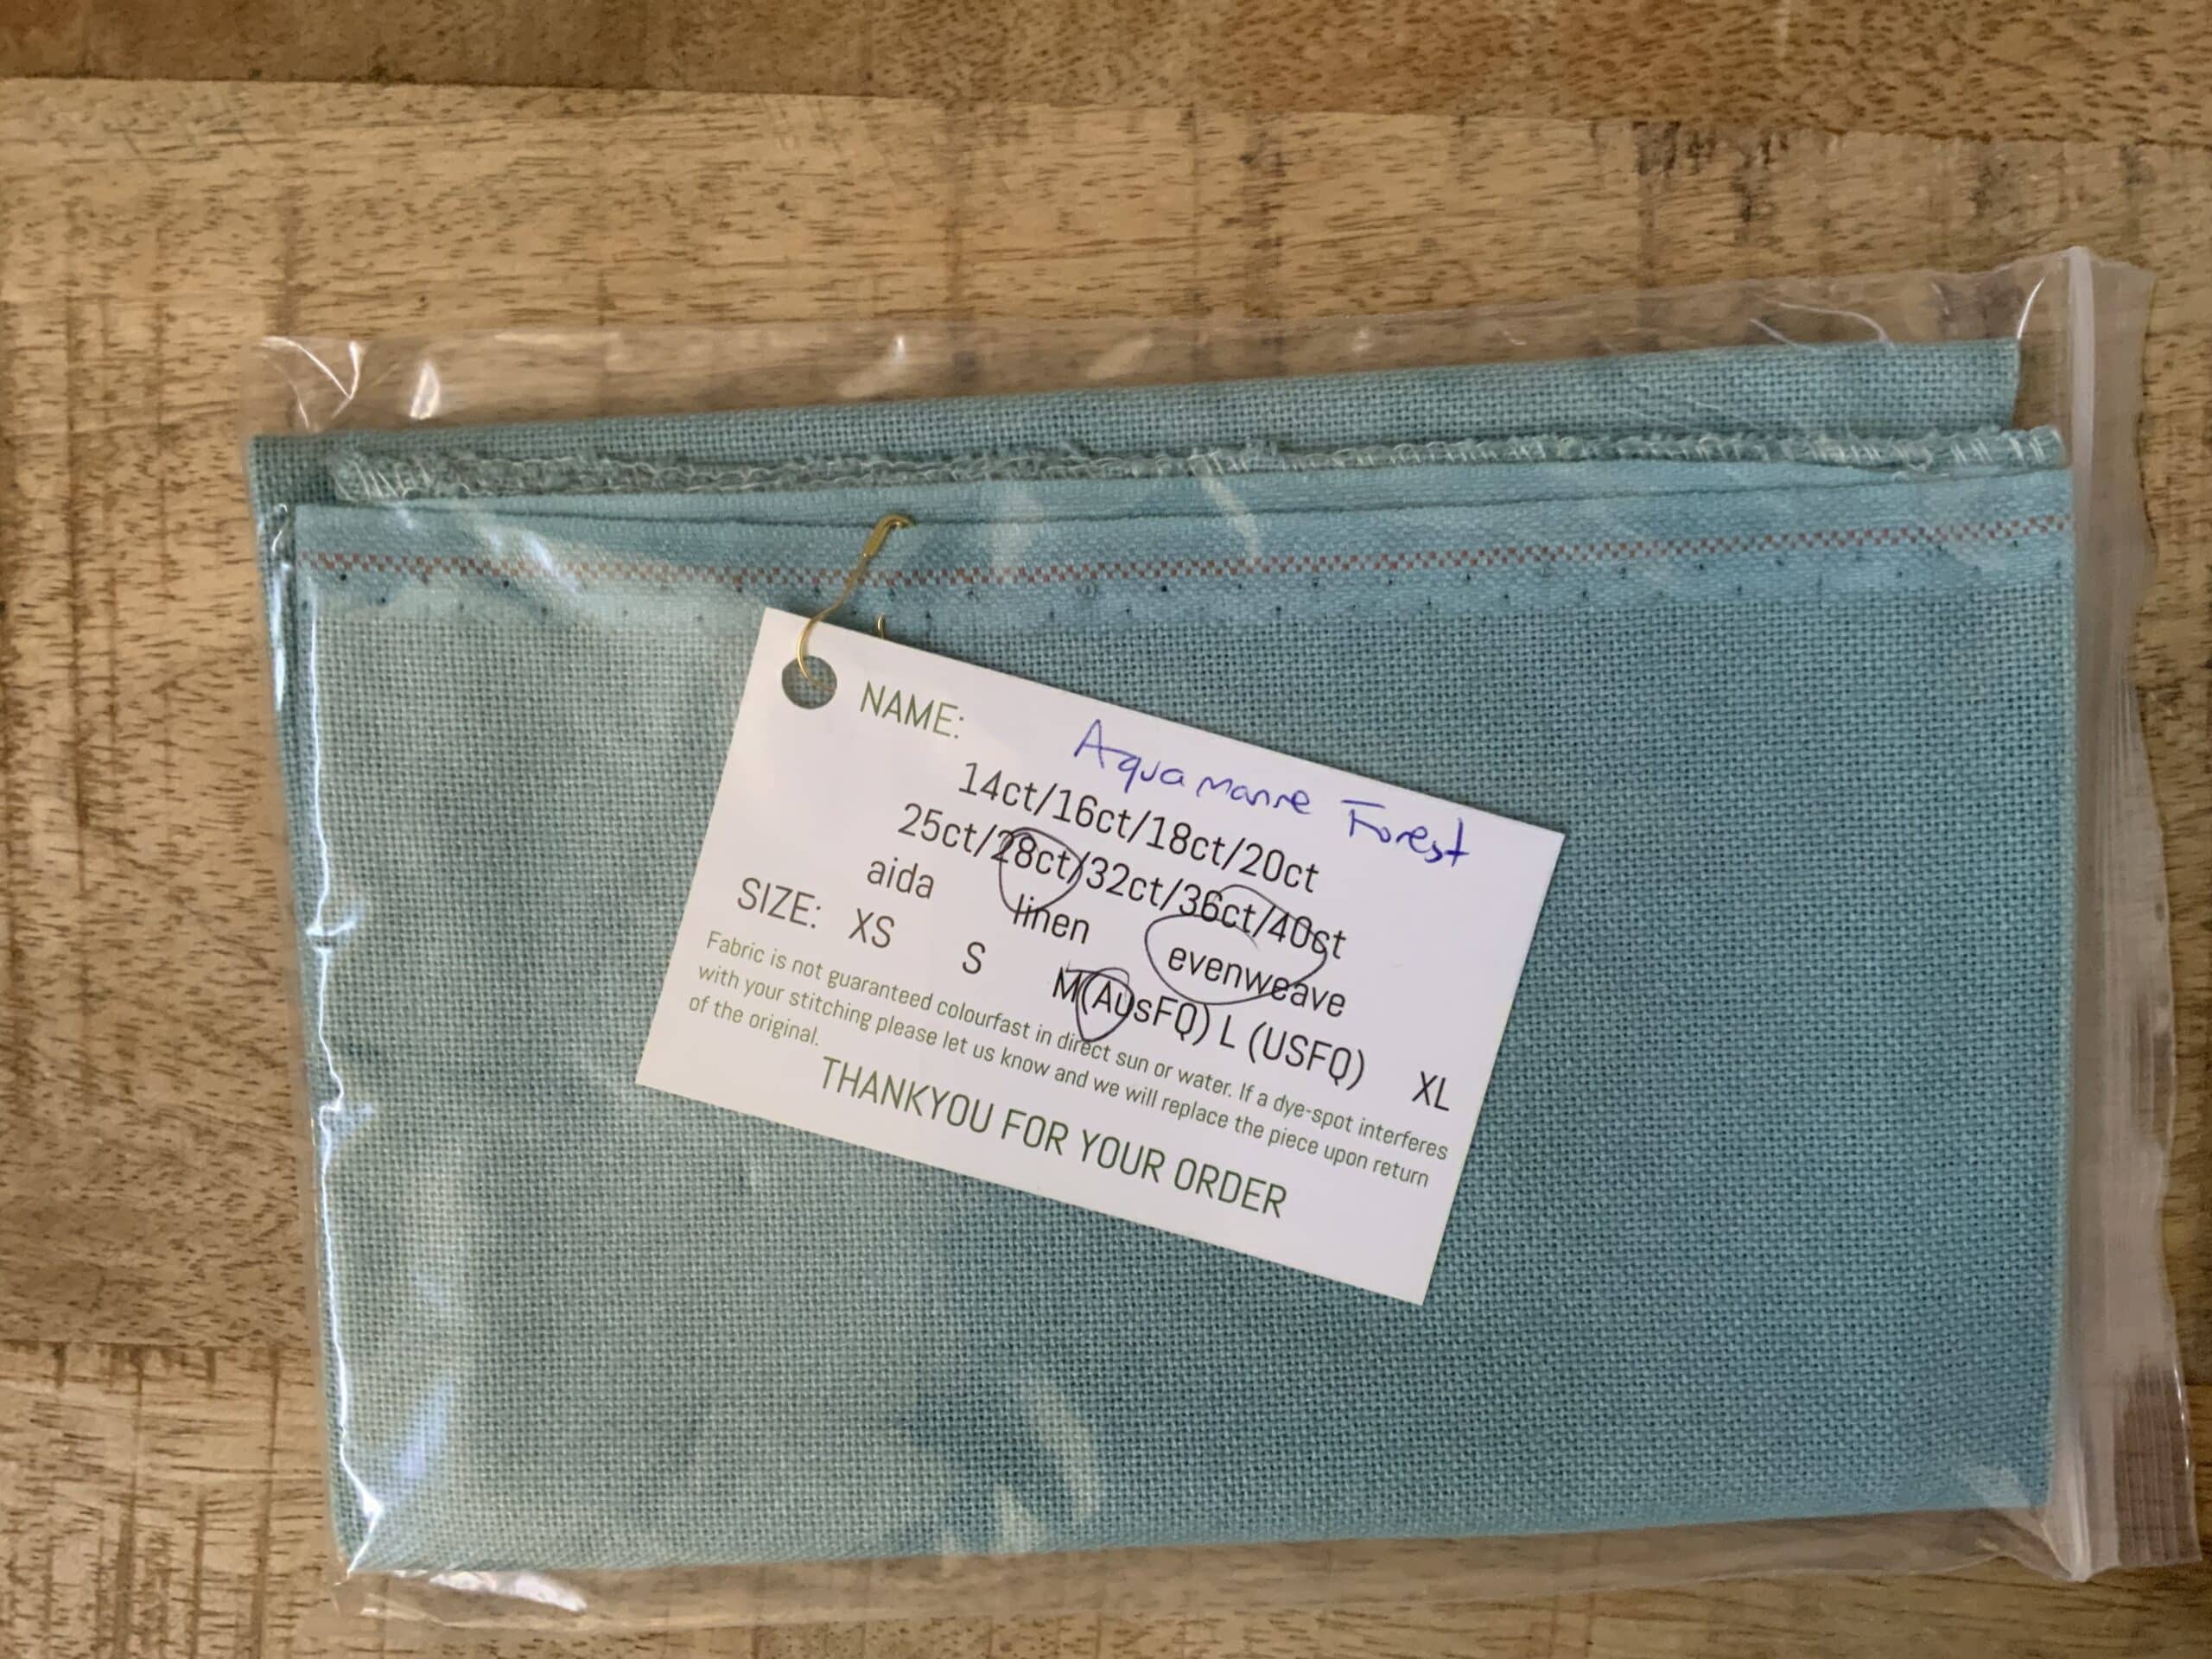 NAME: Aquamarine Forest
14ct/16ct/18ct/20ct
25ct/28ct/32ct/36ct/40ct
aida linen evenweave
SIZE: XS S M(AusFQ) L (USFQ) XL
Fabric is not guaranteed colourfast in direct sun or water. If a dye-spot interferes
with your stitching please let us know and we will replace the piece upon return
of the original.
THANKYOU FOR YOUR ORDER